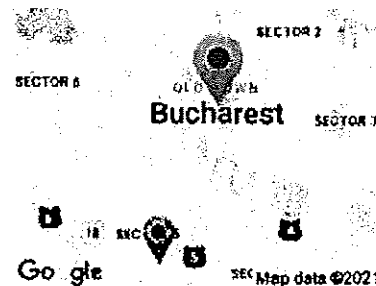 SECTOR 2
SECTOR 6
OLD TOWN
Bucharest
SECTOR 3
Google
Map data ©2021